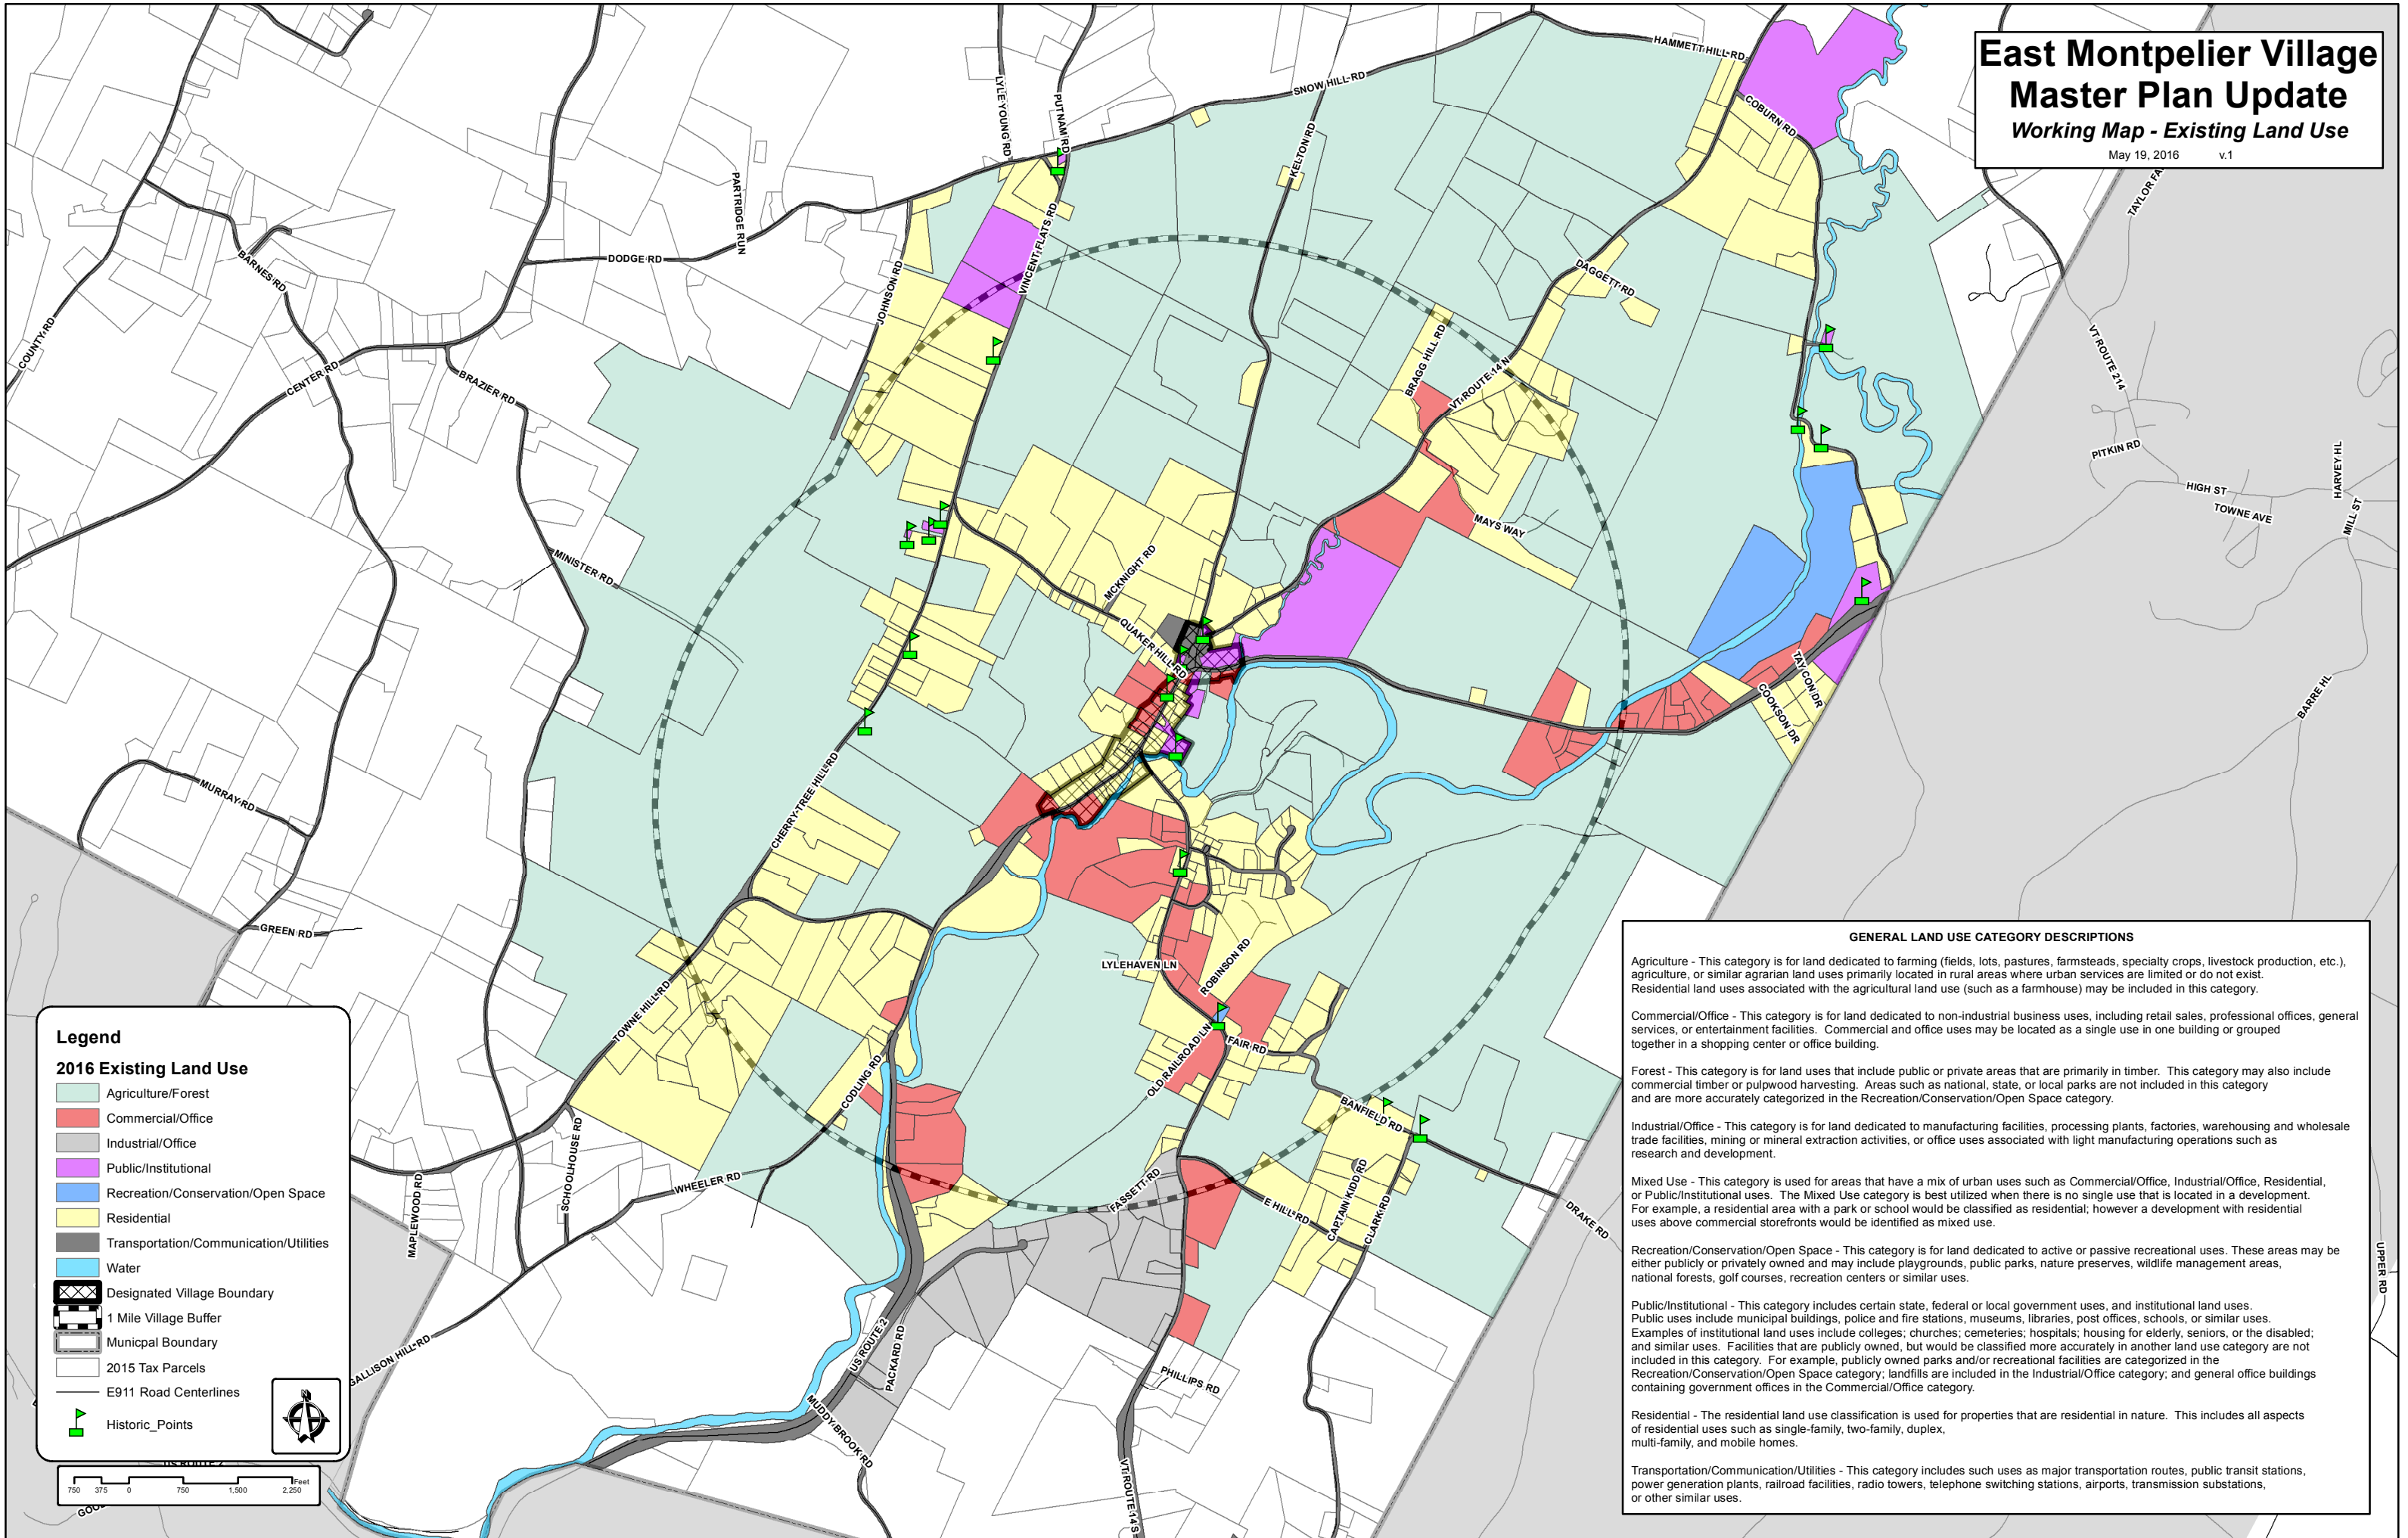 East Montpelier Village
Master Plan Update
Working Map - Existing Land Use
May 19, 2016 v.1
HAMMETT HILL RD
SNOW HILL RD
COBURN RD
LYLE YOUNG RD
PUTNAM RD
KELTON RD
PARTRIDGE RUN
VINCENT FLATS RD
BARNES RD
DODGE RD
JOHNSON RD
DAGGETT RD
COUNTY RD
CENTER RD
BRAZIER RD
BRAGG HILL RD
VT ROUTE 14 N
VT ROUTE 214
PITKIN RD
HIGH ST
TOWNE AVE
HARVEY HL
MILL ST
MAYS WAY
MINISTER RD
MCKNIGHT RD
QUAKER HILL RD
TAYCON DR
COOKSON DR
BARRE HL
MURRAY RD
CHERRY TREE HILL RD
GREEN RD
LYLEHAVEN LN
ROBINSON RD
TOWNE HILL RD
OLD RAILROAD LN
FAIR RD
CODLING RD
BANFIELD RD
SCHOOLHOUSE RD
WHEELER RD
MAPLEWOOD RD
FASSETT RD
E HILL RD
CAPTAIN KIDD RD
CLARK RD
DRAKE RD
UPPER RD
GALLISON HILL RD
US ROUTE 2
PACKARD RD
PHILLIPS RD
MUDDY BROOK RD
VT ROUTE 14 S
US ROUTE 2
Legend
2016 Existing Land Use
Agriculture/Forest
Commercial/Office
Industrial/Office
Public/Institutional
Recreation/Conservation/Open Space
Residential
Transportation/Communication/Utilities
Water
Designated Village Boundary
1 Mile Village Buffer
Municpal Boundary
2015 Tax Parcels
E911 Road Centerlines
Historic_Points
Feet
750 375 0 750 1,500 2,250
GENERAL LAND USE CATEGORY DESCRIPTIONS
Agriculture - This category is for land dedicated to farming (fields, lots, pastures, farmsteads, specialty crops, livestock production, etc.),
agriculture, or similar agrarian land uses primarily located in rural areas where urban services are limited or do not exist.
Residential land uses associated with the agricultural land use (such as a farmhouse) may be included in this category.
Commercial/Office - This category is for land dedicated to non-industrial business uses, including retail sales, professional offices, general
services, or entertainment facilities. Commercial and office uses may be located as a single use in one building or grouped
together in a shopping center or office building.
Forest - This category is for land uses that include public or private areas that are primarily in timber. This category may also include
commercial timber or pulpwood harvesting. Areas such as national, state, or local parks are not included in this category
and are more accurately categorized in the Recreation/Conservation/Open Space category.
Industrial/Office - This category is for land dedicated to manufacturing facilities, processing plants, factories, warehousing and wholesale
trade facilities, mining or mineral extraction activities, or office uses associated with light manufacturing operations such as
research and development.
Mixed Use - This category is used for areas that have a mix of urban uses such as Commercial/Office, Industrial/Office, Residential,
or Public/Institutional uses. The Mixed Use category is best utilized when there is no single use that is located in a development.
For example, a residential area with a park or school would be classified as residential; however a development with residential
uses above commercial storefronts would be identified as mixed use.
Recreation/Conservation/Open Space - This category is for land dedicated to active or passive recreational uses. These areas may be
either publicly or privately owned and may include playgrounds, public parks, nature preserves, wildlife management areas,
national forests, golf courses, recreation centers or similar uses.
Public/Institutional - This category includes certain state, federal or local government uses, and institutional land uses.
Public uses include municipal buildings, police and fire stations, museums, libraries, post offices, schools, or similar uses.
Examples of institutional land uses include colleges; churches; cemeteries; hospitals; housing for elderly, seniors, or the disabled;
and similar uses. Facilities that are publicly owned, but would be classified more accurately in another land use category are not
included in this category. For example, publicly owned parks and/or recreational facilities are categorized in the
Recreation/Conservation/Open Space category; landfills are included in the Industrial/Office category; and general office buildings
containing government offices in the Commercial/Office category.
Residential - The residential land use classification is used for properties that are residential in nature. This includes all aspects
of residential uses such as single-family, two-family, duplex,
multi-family, and mobile homes.
Transportation/Communication/Utilities - This category includes such uses as major transportation routes, public transit stations,
power generation plants, railroad facilities, radio towers, telephone switching stations, airports, transmission substations,
or other similar uses.